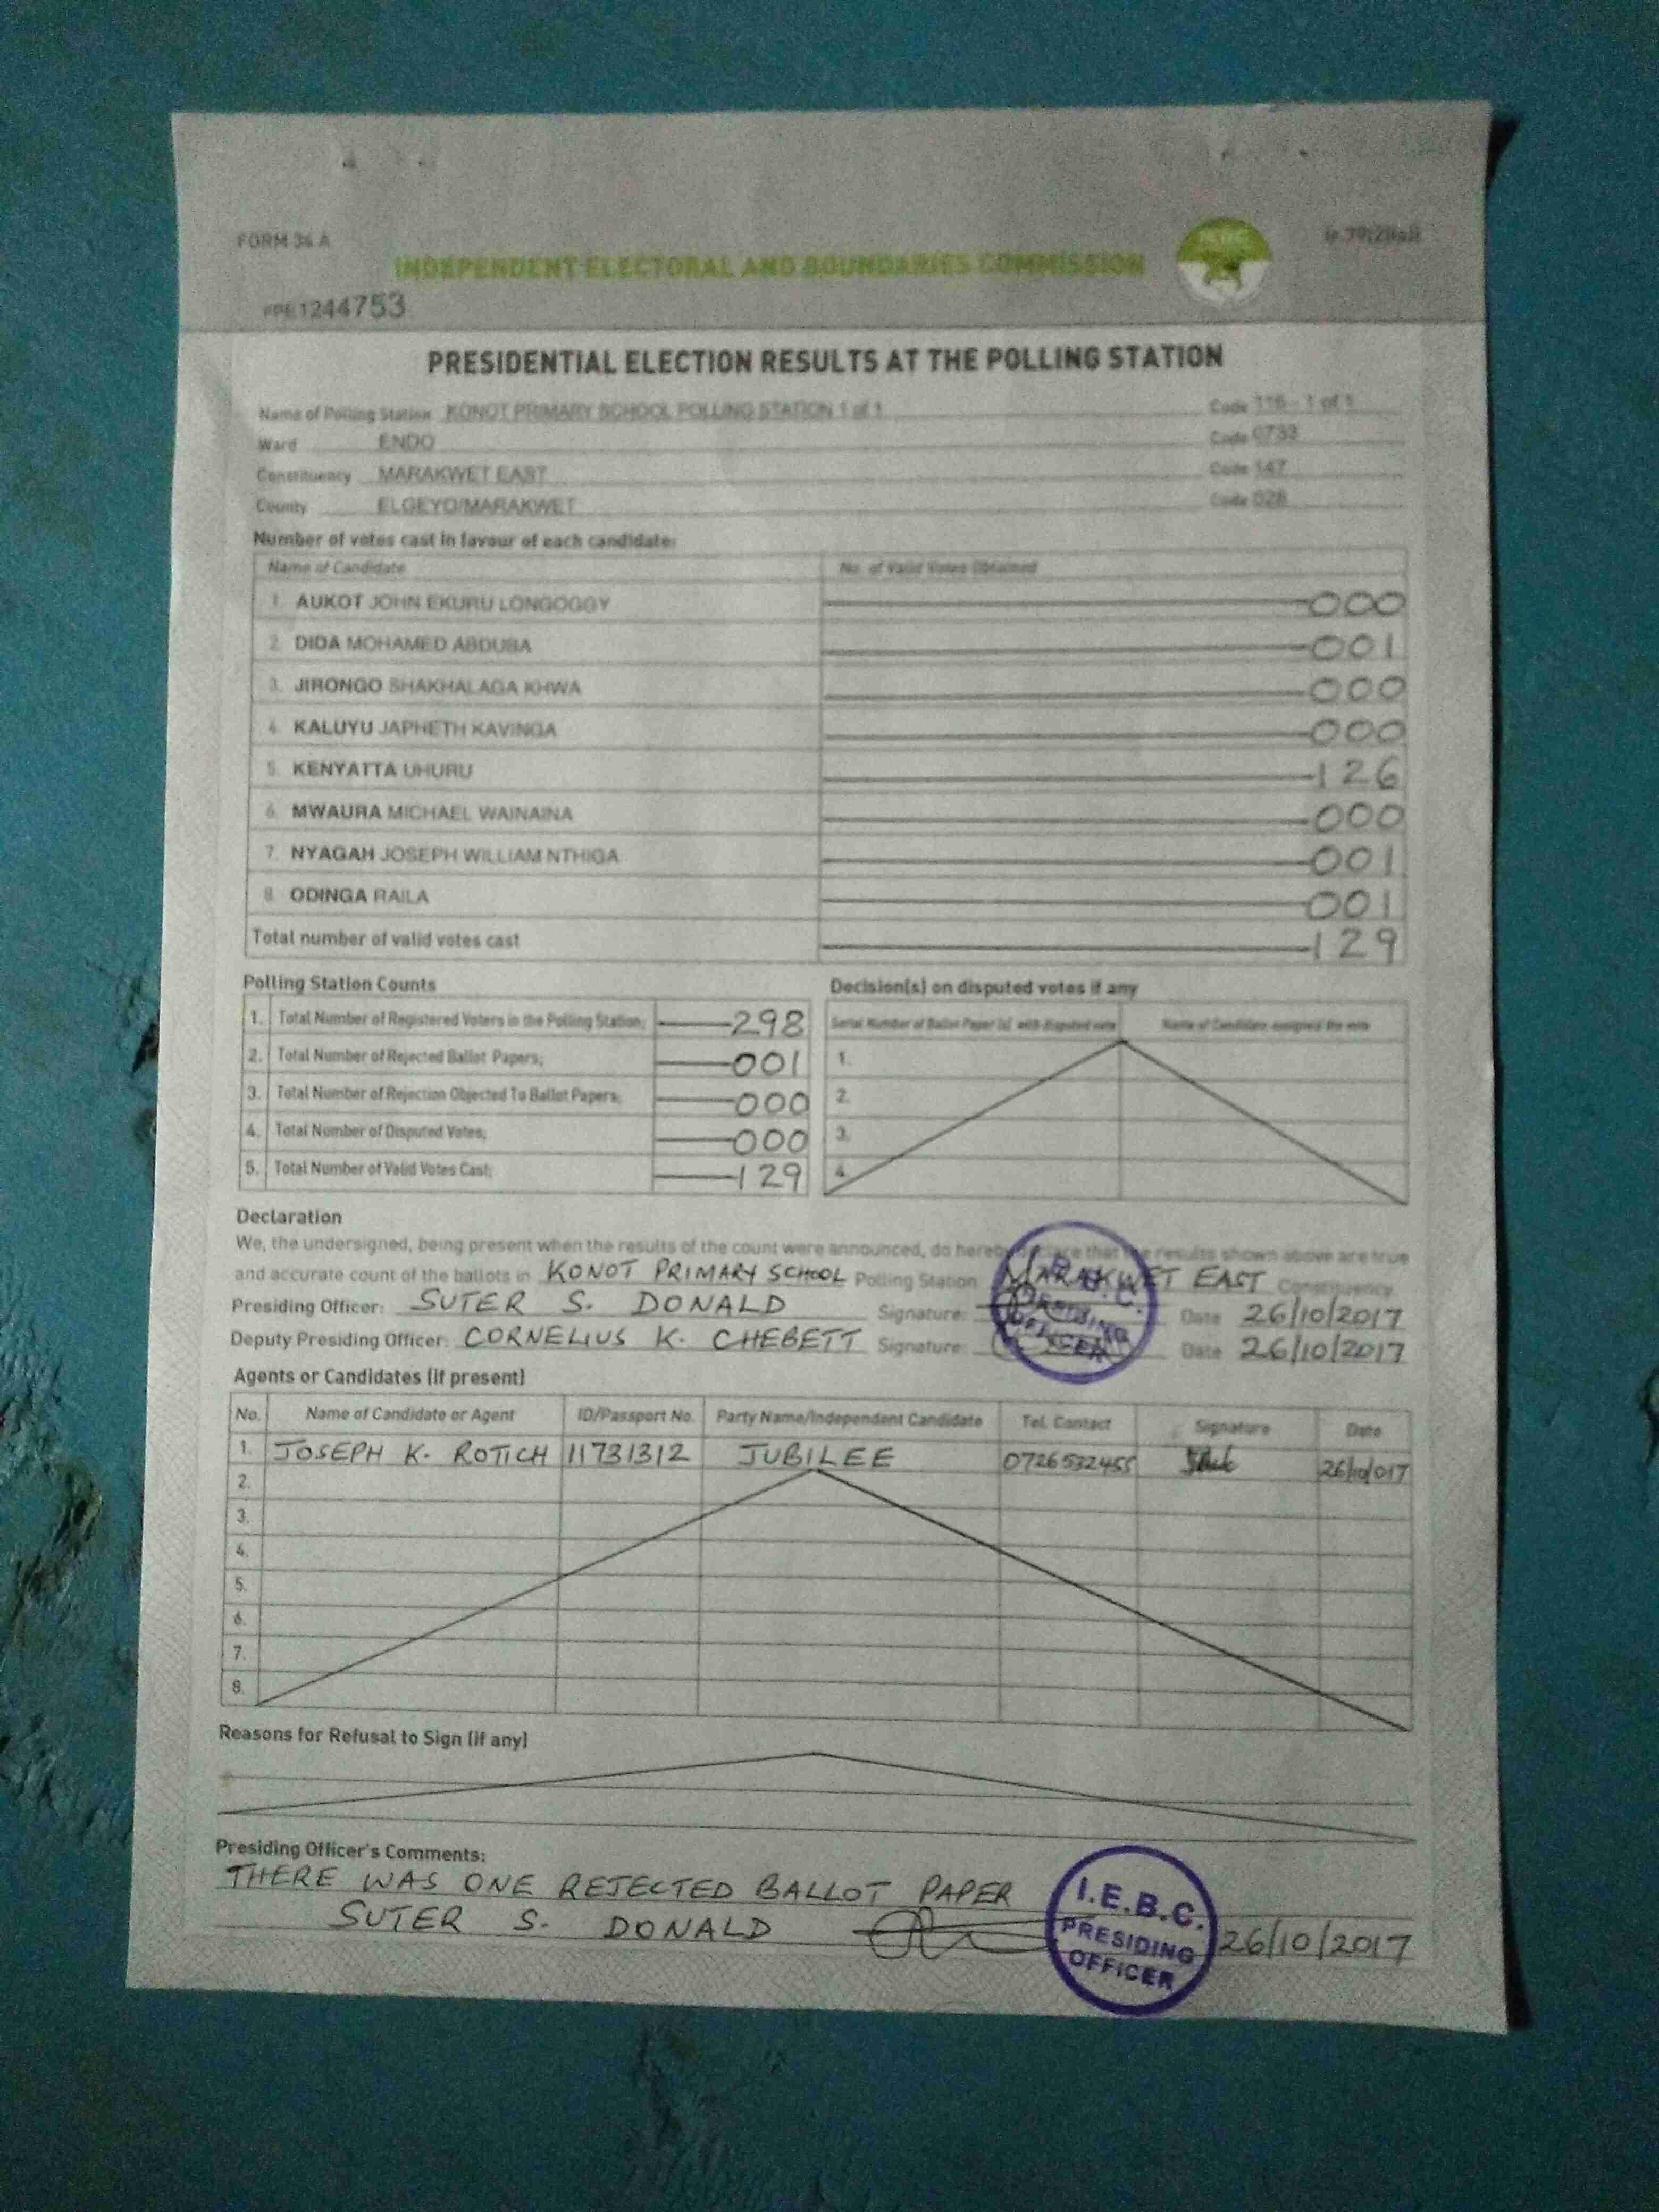 FORM 34 A
INDEPENDENT ELECTORAL AND BOUNDARIES COMMISSION
1244753
PRESIDENTIAL ELECTION RESULTS AT THE POLLING STATION
Name of Polling Station KONOT PRIMARY SCHOOL POLLING STATION 1 of 1 Code 116 - 1 of 1
Ward ENDO Code 0733
Constituency MARAKWET EAST Code 147
County ELGEYO/MARAKWET Code 028
Number of votes cast in favour of each candidate:
Name of Candidate No. of Valid Votes Obtained
1. AUKOT JOHN EKURU LONGOGGY 000
2. DIDA MOHAMED ABDUBA 001
3. JIRONGO SHAKHALAGA KHWA 000
4. KALUYU JAPHETH KAVINGA 000
5. KENYATTA UHURU 126
6. MWAURA MICHAEL WAINAINA 000
7. NYAGAH JOSEPH WILLIAM NTHIGA 001
8. ODINGA RAILA 001
Total number of valid votes cast 129
Polling Station Counts
1. Total Number of Registered Voters in the Polling Station; 298
2. Total Number of Rejected Ballot Papers; 001
3. Total Number of Rejection Objected To Ballot Papers; 000
4. Total Number of Disputed Votes; 000
5. Total Number of Valid Votes Cast; 129
Decision(s) on disputed votes if any
Serial Number of Ballot Paper (s) with disputed vote Name of Candidate assigned the vote
1.
2.
3.
4.
Declaration
We, the undersigned, being present when the results of the count were announced, do hereby declare that the results shown above are true
and accurate count of the ballots in KONOT PRIMARY SCHOOL Polling Station MARAKWET EAST Constituency
Presiding Officer: SUTER S. DONALD Signature: Date 26/10/2017
Deputy Presiding Officer: CORNELIUS K. CHEBETT Signature: Date 26/10/2017
Agents or Candidates (if present)
No. Name of Candidate or Agent ID/Passport No. Party Name/Independent Candidate Tel. Contact Signature Date
1. JOSEPH K. ROTICH 11731312 JUBILEE 0726532455 26/10/017
2.
3.
4.
5.
6.
7.
8.
Reasons for Refusal to Sign (if any)
Presiding Officer's Comments:
THERE WAS ONE REJECTED BALLOT PAPER
SUTER S. DONALD 26/10/2017
I.E.B.C.
PRESIDING
OFFICER